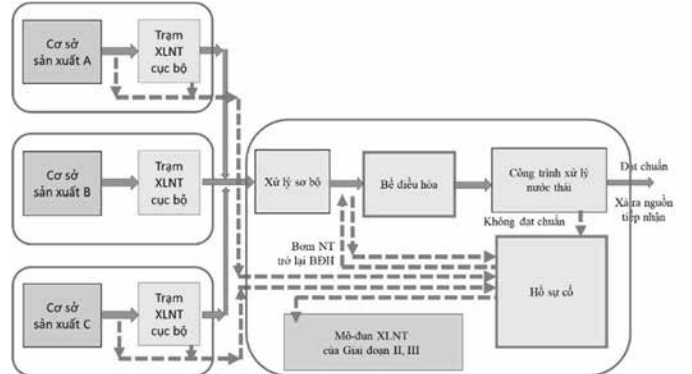 Cơ sở
sản xuất A
Trạm
XLNT
cục bộ
Cơ sở
sản xuất B
Trạm
XLNT
cục bộ
Cơ sở
sản xuất C
Trạm
XLNT
cục bộ
Xử lý sơ bộ
Bể điều hòa
Công trình xử lý
nước thải
Đạt chuẩn
Xả ra nguồn
tiếp nhận
Không đạt chuẩn
Bơm NT
trở lại BĐH
Hồ sự cố
Mô-đun XLNT
của Giai đoạn II, III